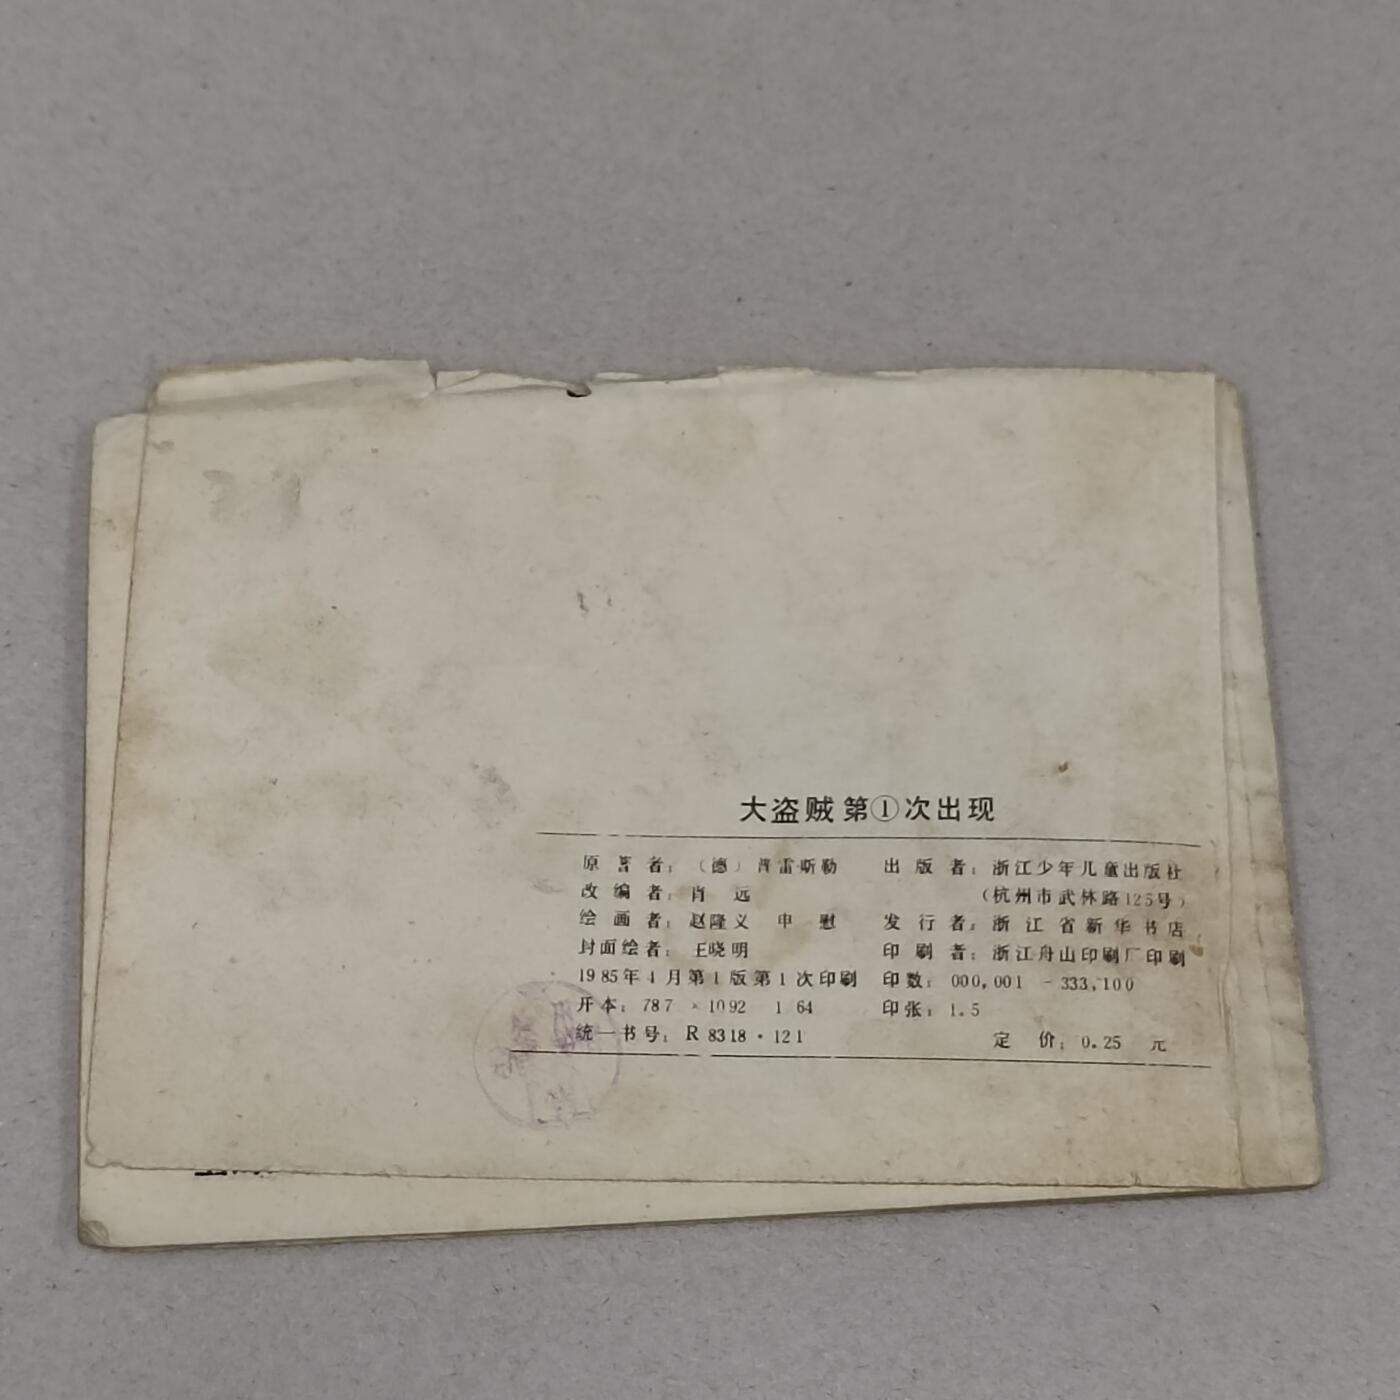 大盗贼第①次出现
原著者：（德）普雷斯勒 出版者：浙江少年儿童出版社
改编者：肖远 （杭州市武林路125号）
绘画者：赵隆义 申慰 发行者：浙江省新华书店
封面绘者：王晓明 印刷者：浙江舟山印刷厂印刷
1985年4月第1版第1次印刷 印数：000,001－333,100
开本：787×1092 1 64 印张：1.5
统一书号：R 8318·121 定价：0.25 元